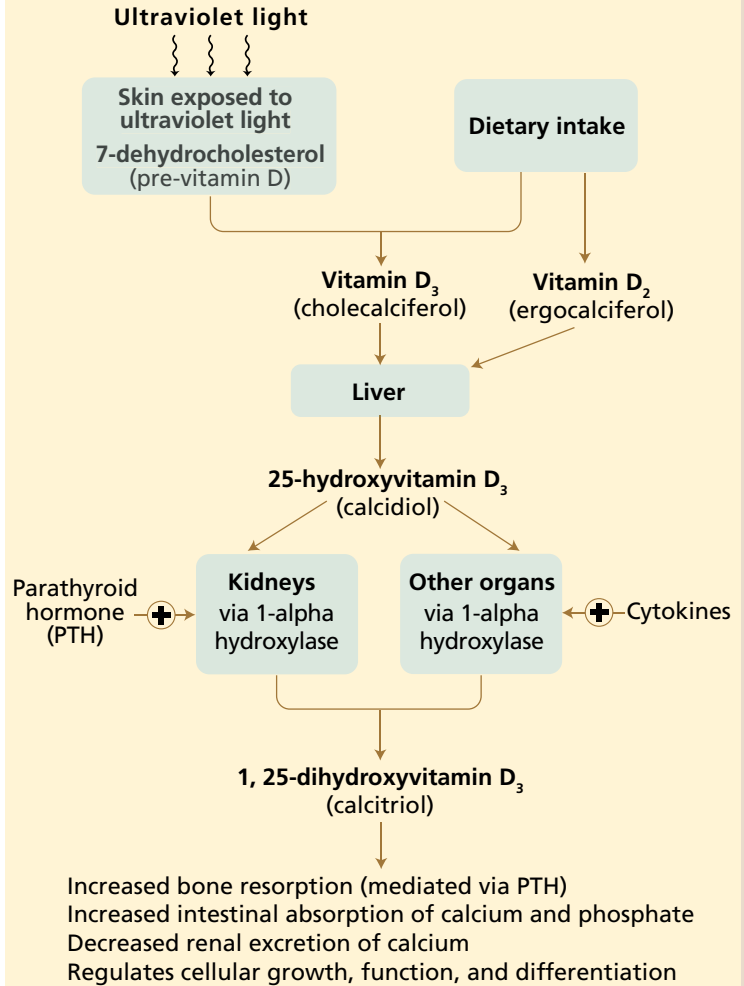 Ultraviolet light
Skin exposed to
ultraviolet light
7-dehydrocholesterol
(pre-vitamin D)
Dietary intake
Vitamin D₃
(cholecalciferol)
Vitamin D₂
(ergocalciferol)
Liver
25-hydroxyvitamin D₃
(calcidiol)
Parathyroid
hormone
(PTH)
Kidneys
via 1-alpha
hydroxylase
Other organs
via 1-alpha
hydroxylase
Cytokines
1, 25-dihydroxyvitamin D₃
(calcitriol)
Increased bone resorption (mediated via PTH)
Increased intestinal absorption of calcium and phosphate
Decreased renal excretion of calcium
Regulates cellular growth, function, and differentiation